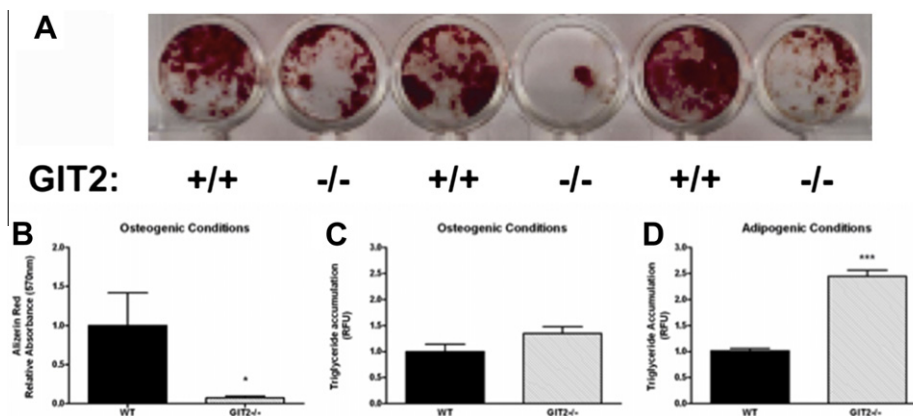 A
GIT2: +/+ -/- +/+ -/- +/+ -/-
B Osteogenic Conditions
Alizerin Red
Relative Absorbance (570nm)
2.0
1.5
1.0
0.5
0.0
*
WT GIT2-/-
C Osteogenic Conditions
Triglyceride accumulation
(RFU)
3.0
2.5
2.0
1.5
1.0
0.5
0.0
WT GIT2-/-
D Adipogenic Conditions
Triglyceride Accumulation
(RFU)
3.0
2.5
2.0
1.5
1.0
0.5
0.0
***
WT GIT2-/-